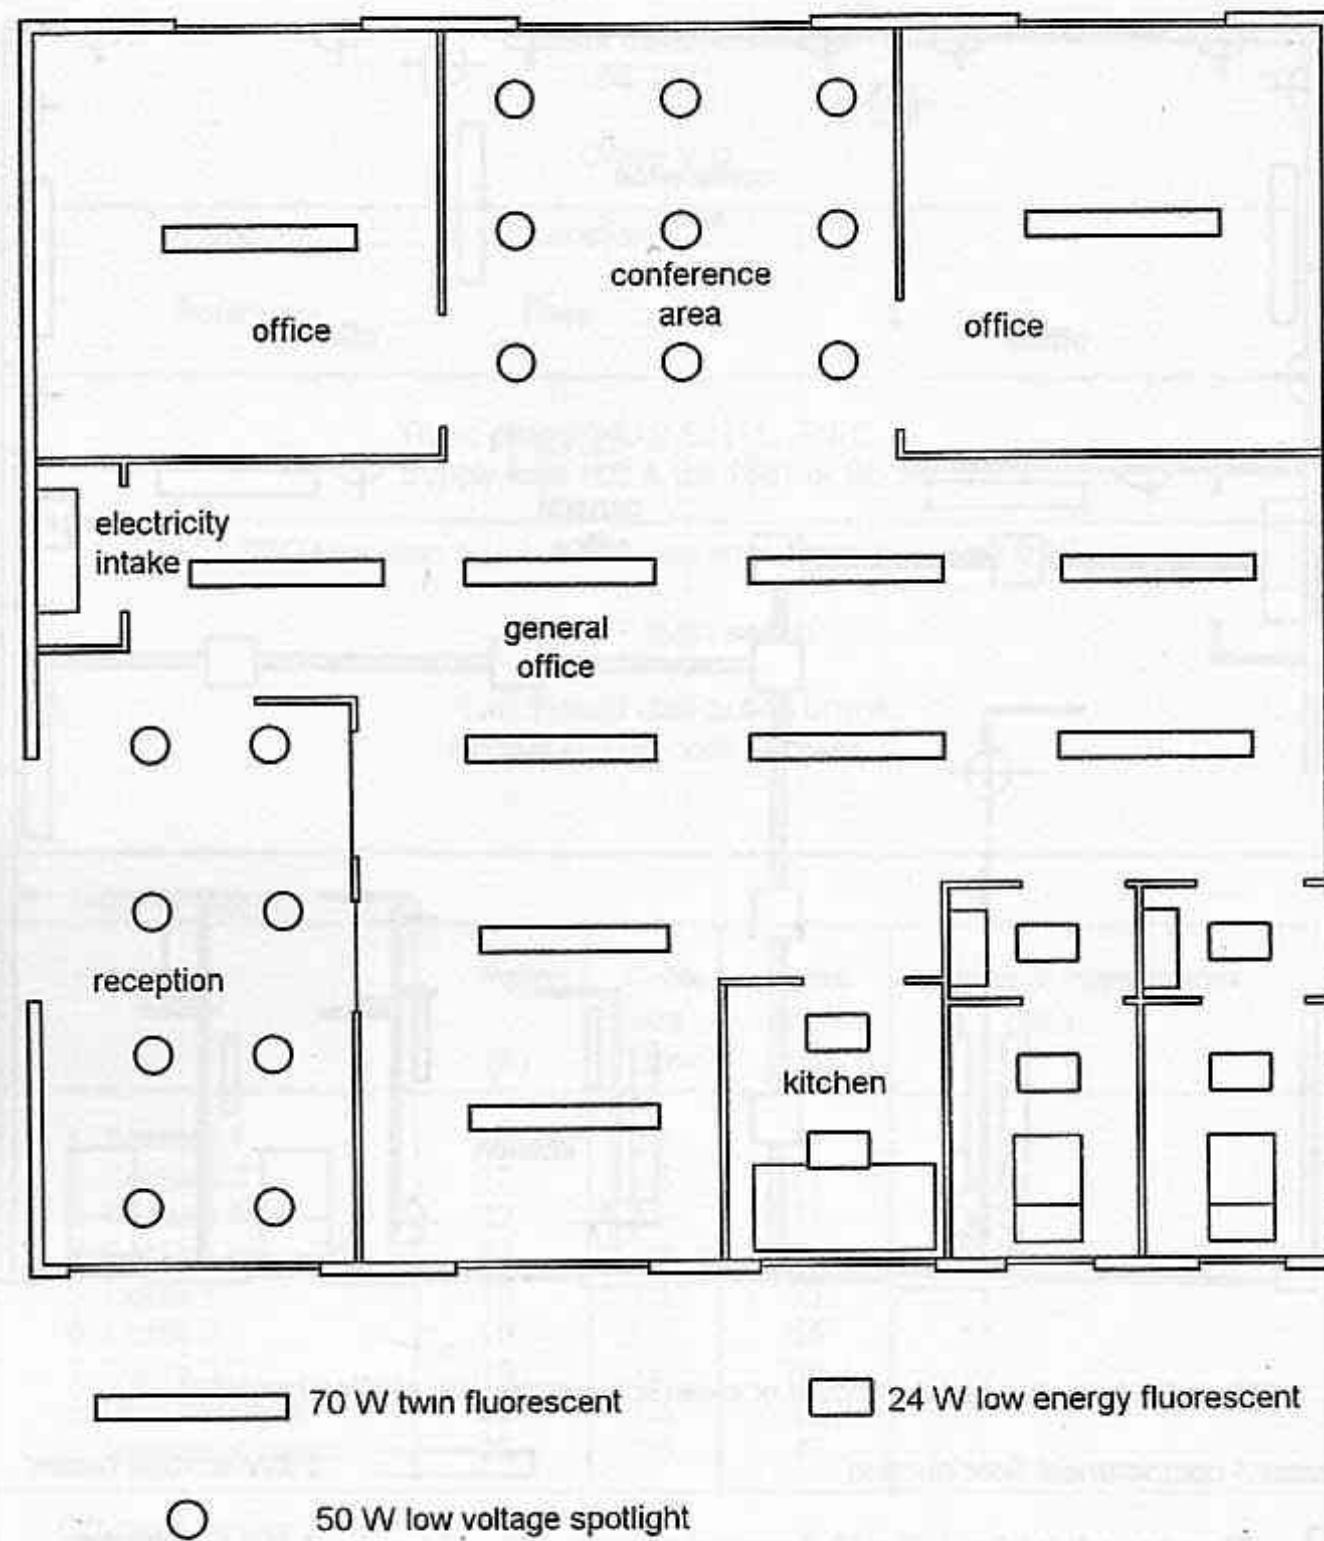 conference
area
office
office
electricity
intake
general
office
reception
kitchen
70 W twin fluorescent
24 W low energy fluorescent
50 W low voltage spotlight